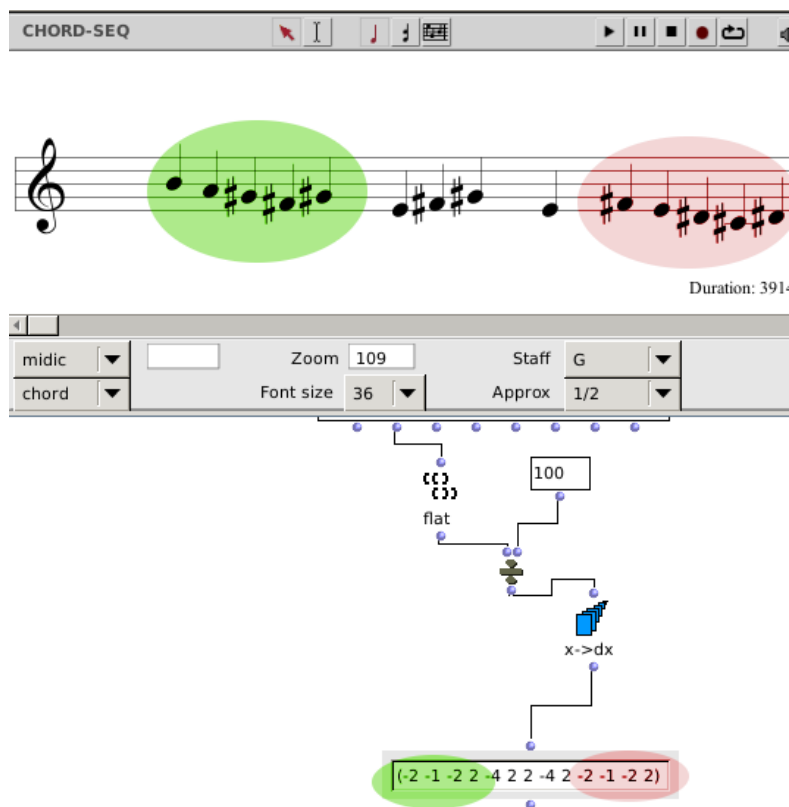 CHORD-SEQ
Duration: 3914
midic Zoom 109 Staff G
chord Font size 36 Approx 1/2
100
flat
x->dx
(-2 -1 -2 2 -4 2 2 -4 2 -2 -1 -2 2)